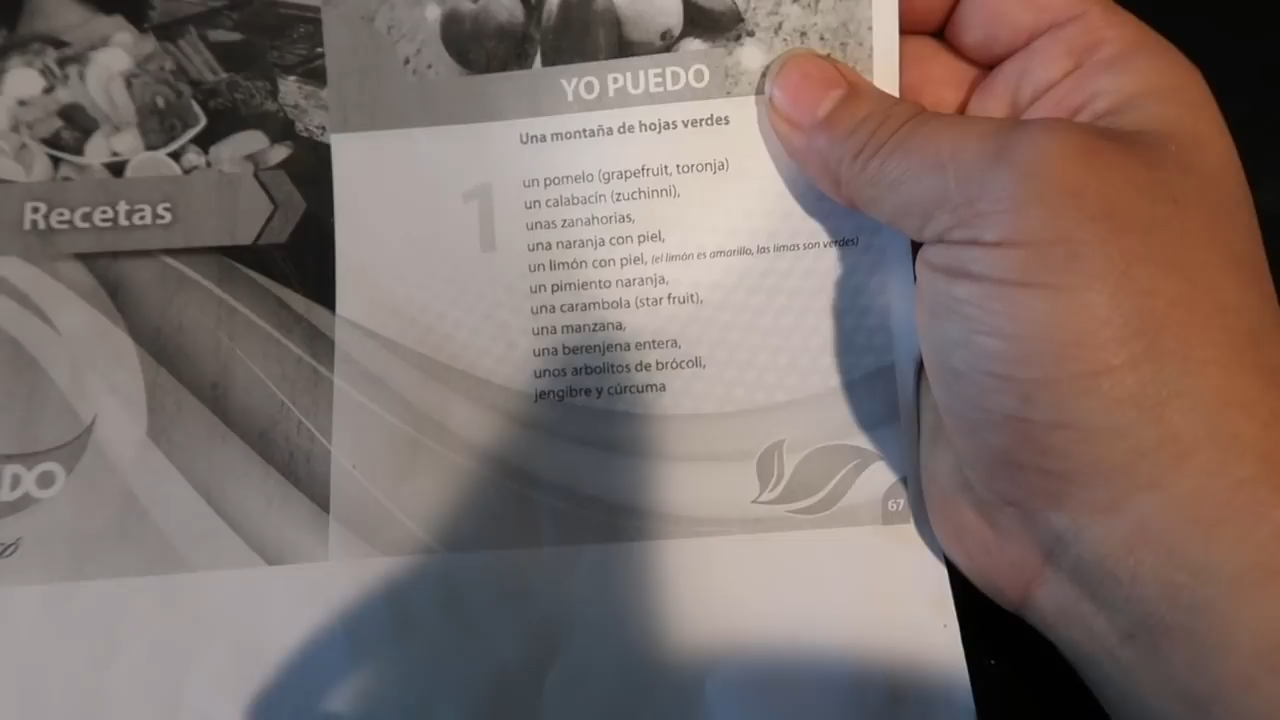 YO PUEDO
Una montaña de hojas verdes
1
un pomelo (grapefruit, toronja)
un calabacín (zuchinni),
unas zanahorias,
una naranja con piel,
un limón con piel, (el limón es amarillo, las limas son verdes)
un pimiento naranja,
una carambola (star fruit),
una manzana,
una berenjena entera,
unos arbolitos de brócoli,
jengibre y cúrcuma
67
Recetas
DO